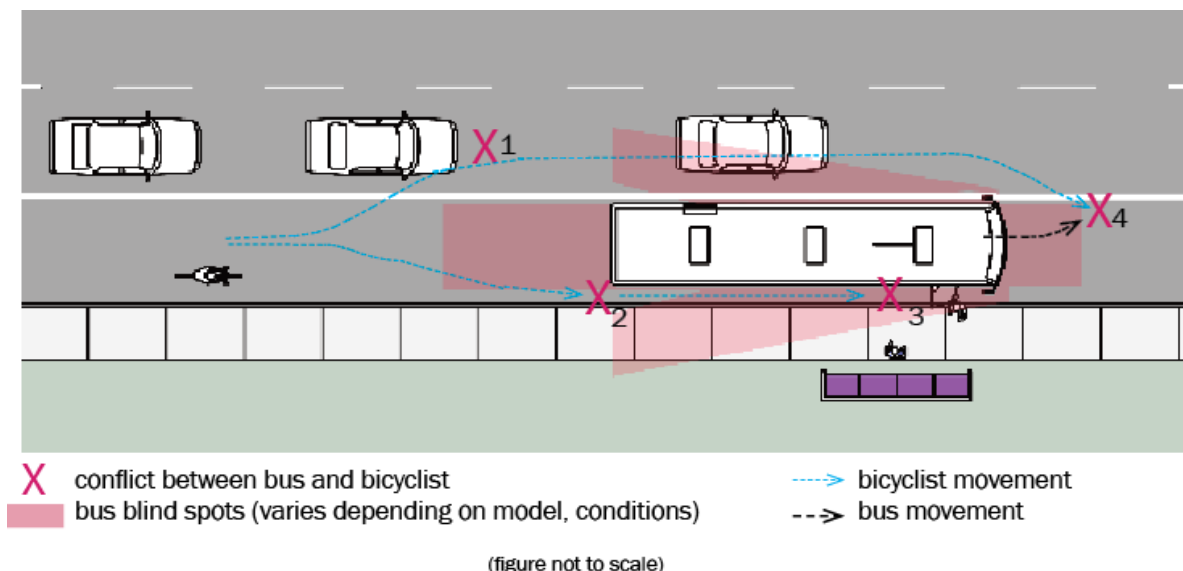 1
4
2
3
X conflict between bus and bicyclist
bicyclist movement
bus blind spots (varies depending on model, conditions)
bus movement
(figure not to scale)